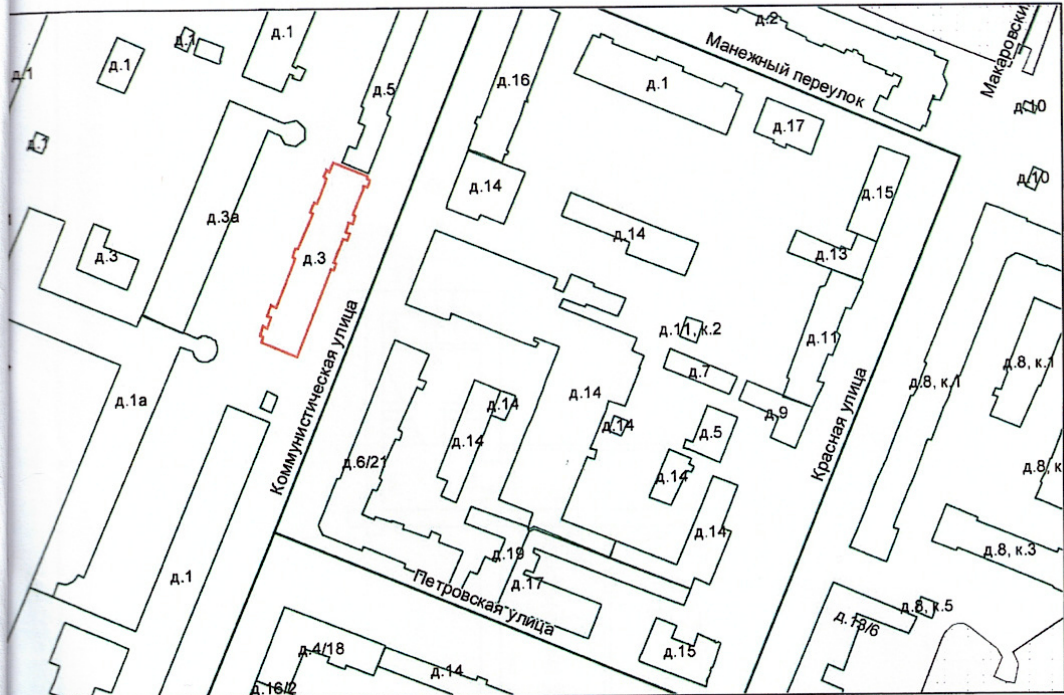 д.1
д.1
д.2
Макаровски
д.1
д.1
д.16
Манежный переулок
д.5
д.1
д.10
д.17
д.1
д.10
д.14
д.15
д.3а
д.14
д.13
д.3
д.3
д.11, к.2
д.11
д.8, к.1
д.7
д.8, к.1
д.14
д.14
д.1а
д.9
Коммунистическая улица
д.14
д.14
д.5
Красная улица
д.6/21
д.14
д.8, к
д.14
д.19
д.8, к.3
д.1
д.17
Петровская улица
д.8, к.5
д.13/6
д.4/18
д.15
д.14
д.16/2